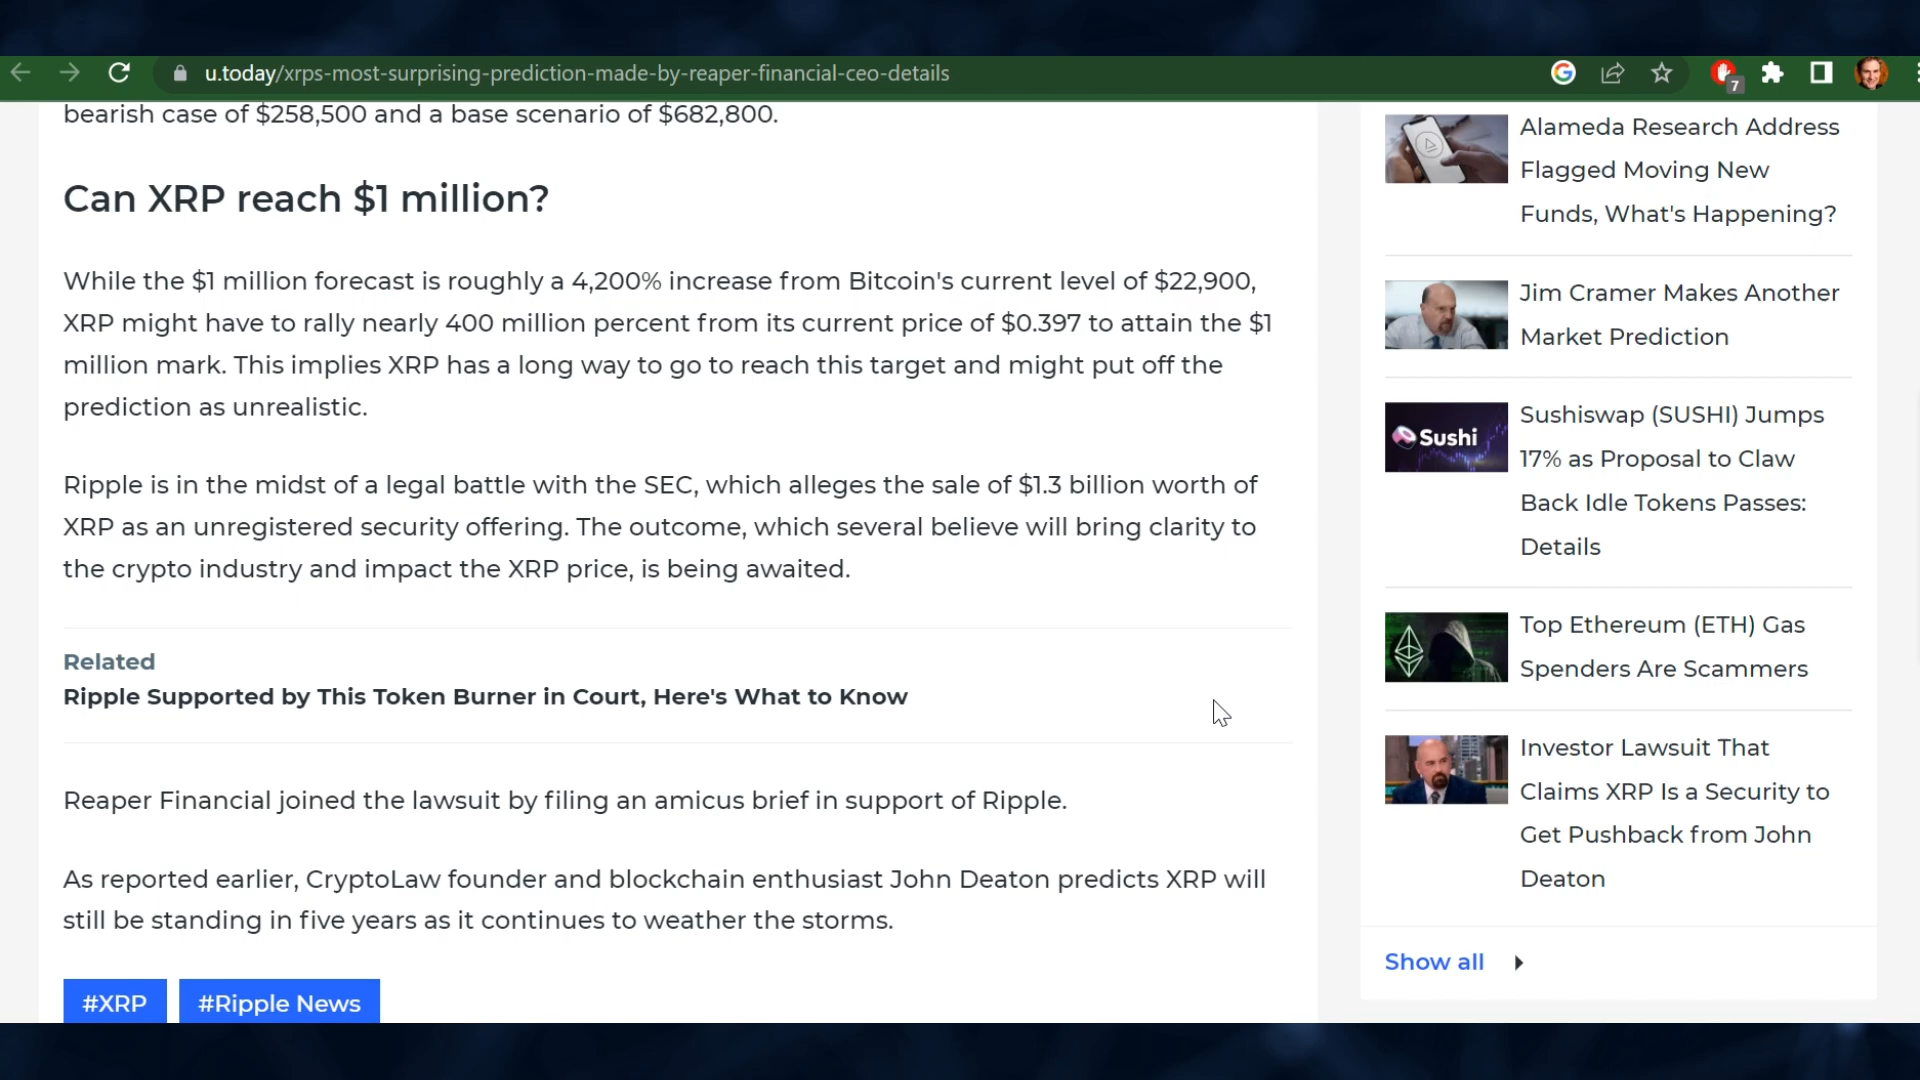 u.today/xrps-most-surprising-prediction-made-by-reaper-financial-ceo-details
7
bearish case of $258,500 and a base scenario of $682,800.
Can XRP reach $1 million?
While the $1 million forecast is roughly a 4,200% increase from Bitcoin's current level of $22,900,
XRP might have to rally nearly 400 million percent from its current price of $0.397 to attain the $1
million mark. This implies XRP has a long way to go to reach this target and might put off the
prediction as unrealistic.
Ripple is in the midst of a legal battle with the SEC, which alleges the sale of $1.3 billion worth of
XRP as an unregistered security offering. The outcome, which several believe will bring clarity to
the crypto industry and impact the XRP price, is being awaited.
Related
Ripple Supported by This Token Burner in Court, Here's What to Know
Reaper Financial joined the lawsuit by filing an amicus brief in support of Ripple.
As reported earlier, CryptoLaw founder and blockchain enthusiast John Deaton predicts XRP will
still be standing in five years as it continues to weather the storms.
#XRP
#Ripple News
Alameda Research Address
Flagged Moving New
Funds, What's Happening?
Jim Cramer Makes Another
Market Prediction
Sushi
Sushiswap (SUSHI) Jumps
17% as Proposal to Claw
Back Idle Tokens Passes:
Details
Top Ethereum (ETH) Gas
Spenders Are Scammers
Investor Lawsuit That
Claims XRP Is a Security to
Get Pushback from John
Deaton
Show all